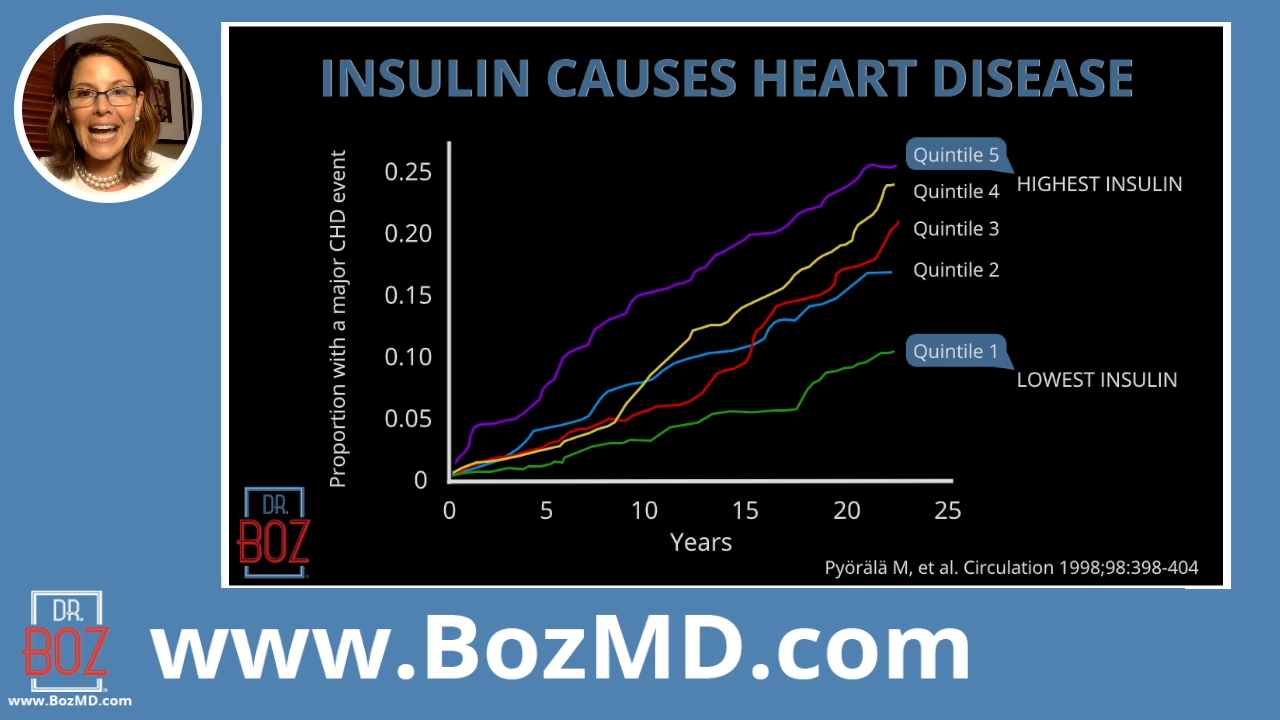 INSULIN CAUSES HEART DISEASE
Proportion with a major CHD event
0.25
0.20
0.15
0.10
0.05
0
0 5 10 15 20 25
Years
Quintile 5
HIGHEST INSULIN
Quintile 4
Quintile 3
Quintile 2
Quintile 1
LOWEST INSULIN
DR.
BOZ
Pyörälä M, et al. Circulation 1998;98:398-404
DR.
BOZ
www.BozMD.com
www.BozMD.com